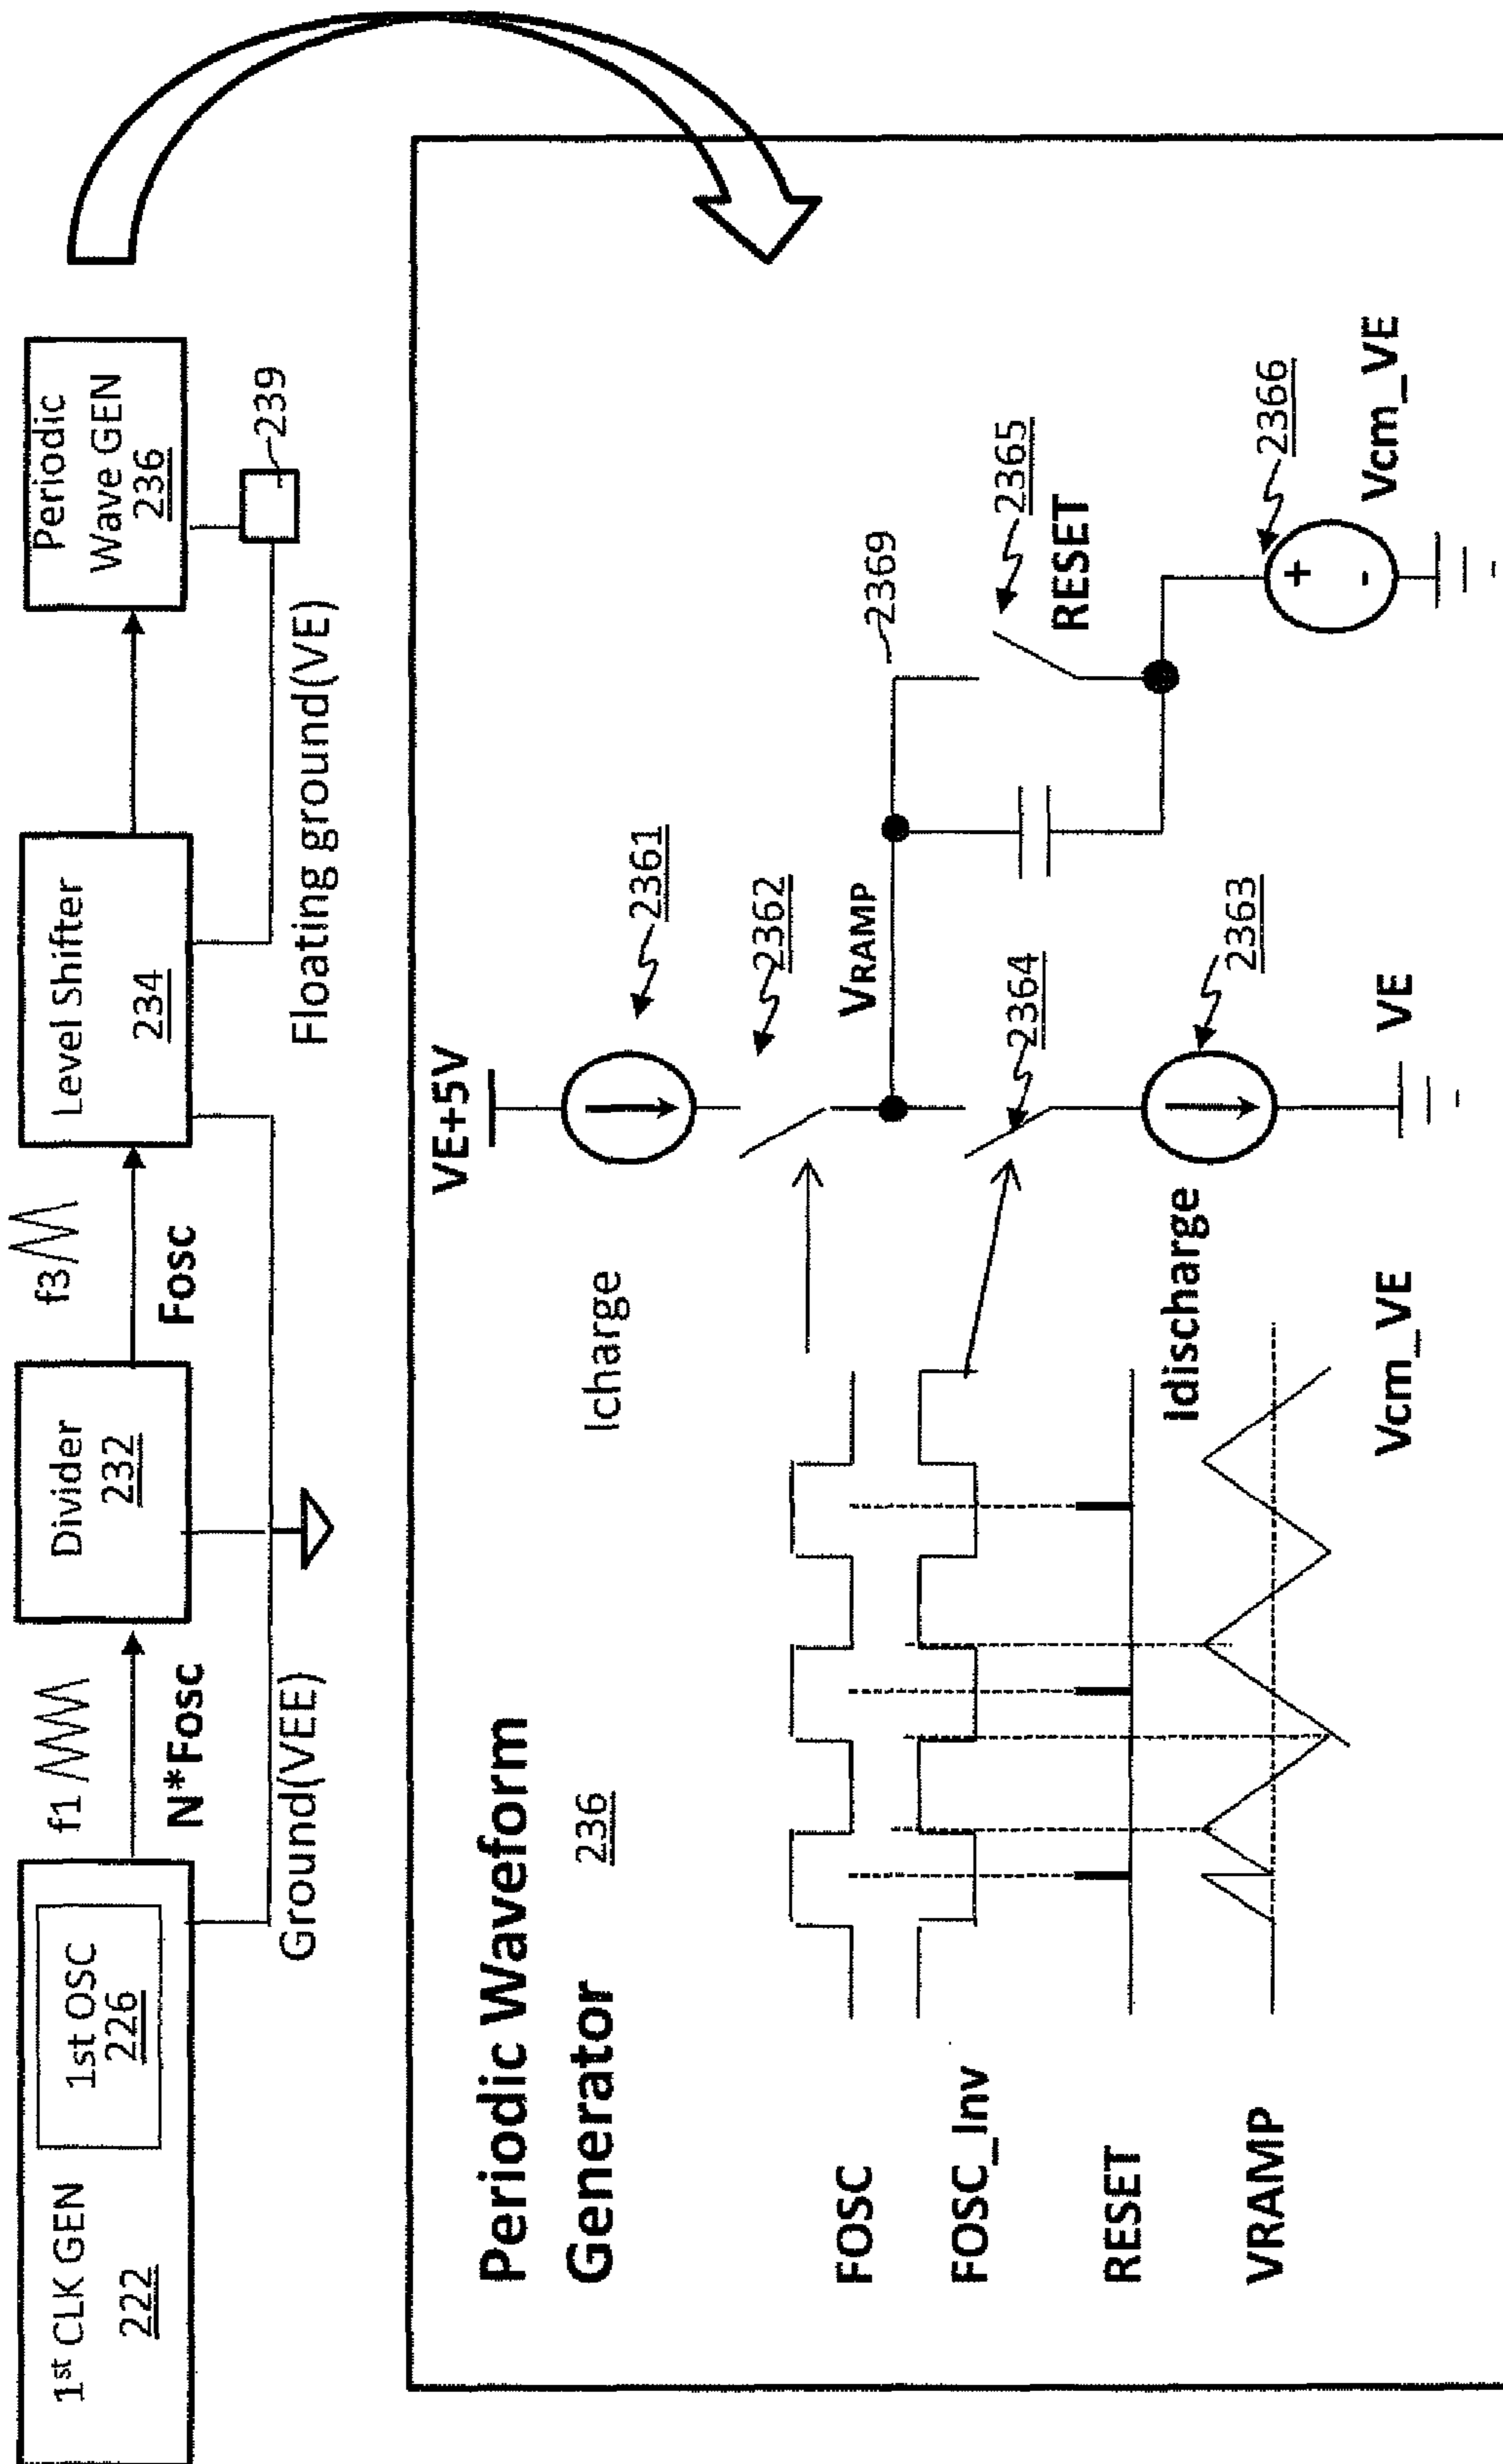 1st CLK GEN
222
1st OSC
226
f1
N*Fosc
Ground(VEE)
Divider
232
f3
Fosc
Level Shifter
234
Floating ground(VE)
Periodic
Wave GEN
236
239
Periodic Waveform
Generator 236
FOSC
FOSC_Inv
RESET
VRAMP
Vcm_VE
Icharge
Idischarge
VE+5V
2361
2362
VRAMP
2364
2363
VE
2369
2365
RESET
+
-
2366
Vcm_VE